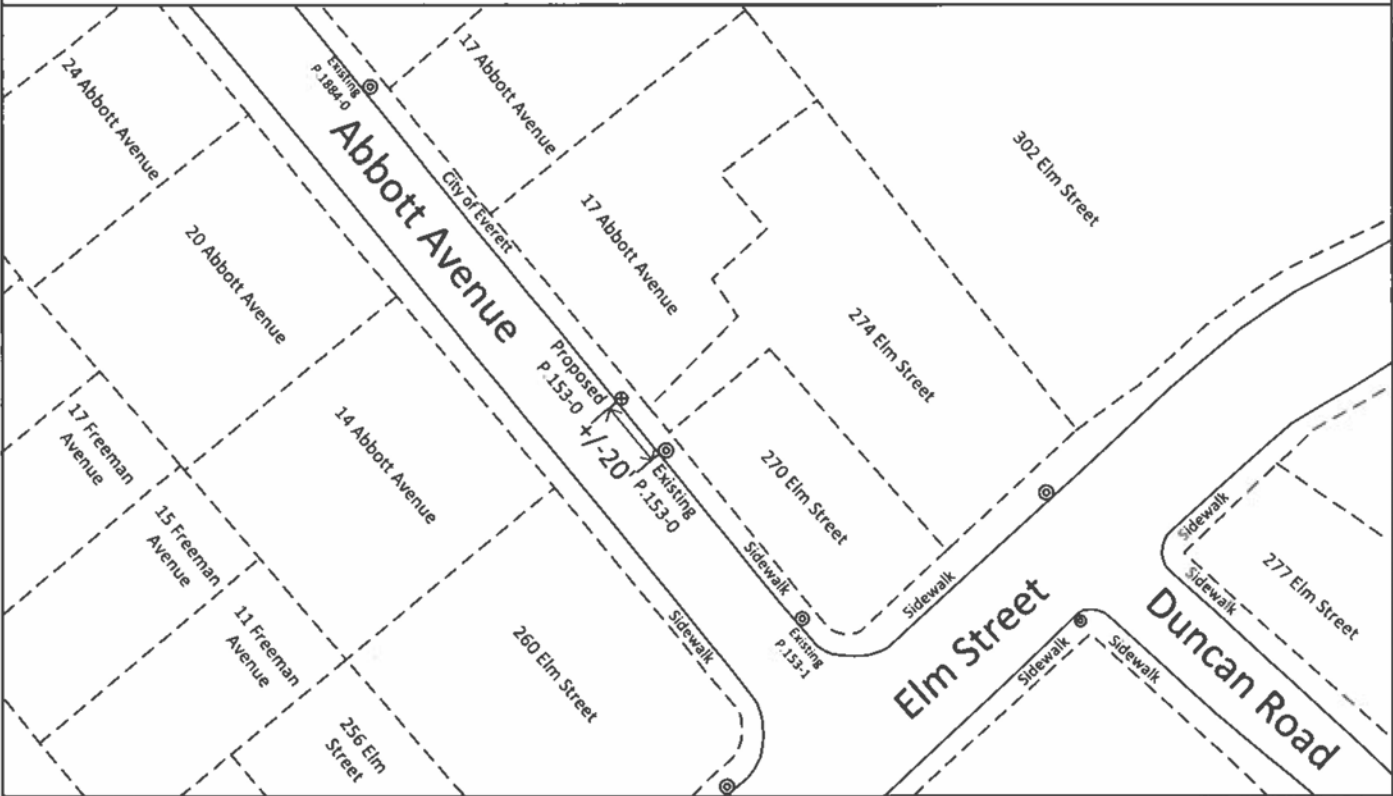 24 Abbott Avenue
Existing
P.1884-0
17 Abbott Avenue
Abbott Avenue
City of Everett
302 Elm Street
20 Abbott Avenue
17 Abbott Avenue
274 Elm Street
Proposed
P.153-0
+/-20'
Existing
P.153-0
14 Abbott Avenue
17 Freeman
Avenue
270 Elm Street
15 Freeman
Avenue
Sidewalk
Sidewalk
Sidewalk
Sidewalk
277 Elm Street
11 Freeman
Avenue
260 Elm Street
Sidewalk
Existing
P.153-1
Elm Street
Sidewalk
Sidewalk
Duncan Road
256 Elm
Street